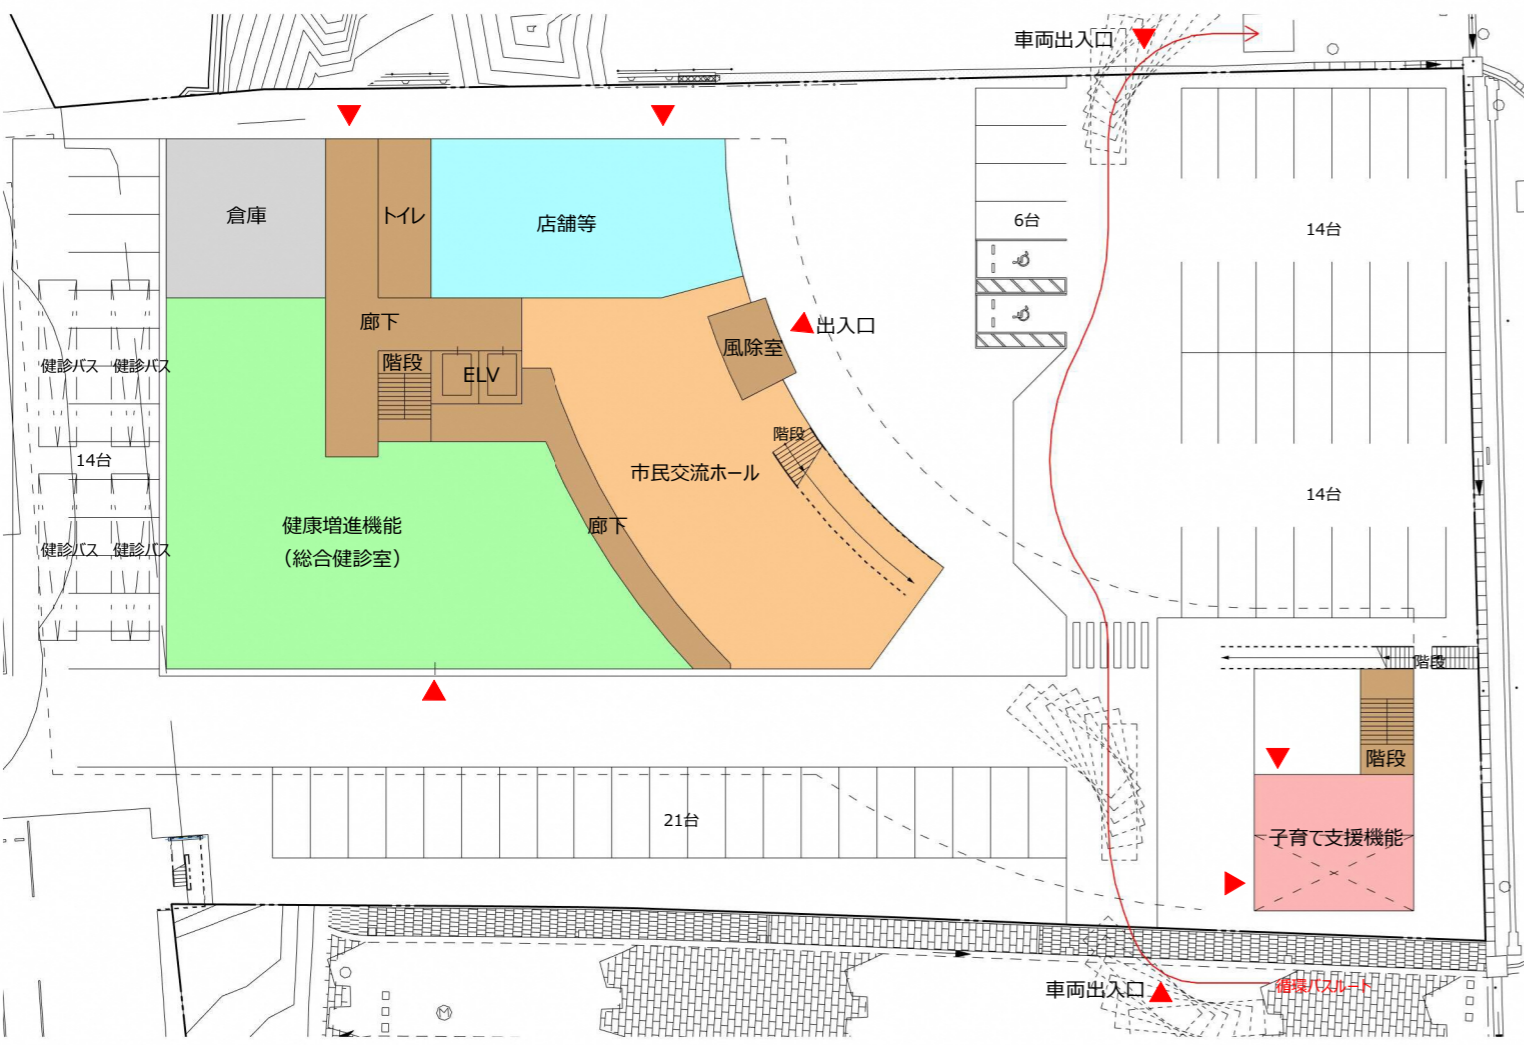 車両出入口
倉庫
トイレ
店舗等
6台
14台
廊下
出入口
風除室
階段
ELV
健診バス
健診バス
階段
14台
市民交流ホール
14台
健康増進機能
(総合健診室)
廊下
健診バス
健診バス
階段
階段
21台
子育て支援機能
車両出入口
循環バスルート
M